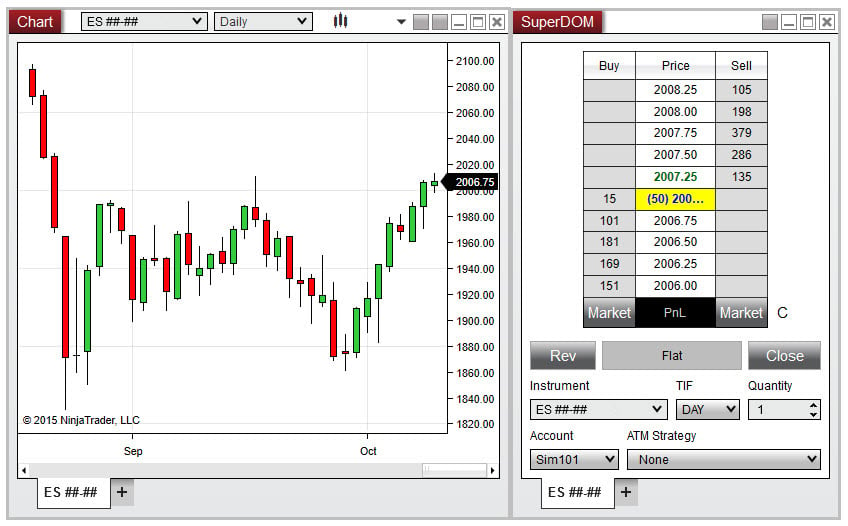 Chart
ES ##-##
Daily
2100.00
2080.00
2060.00
2040.00
2020.00
2006.75
2000.00
1980.00
1960.00
1940.00
1920.00
1900.00
1880.00
1860.00
1840.00
1820.00
© 2015 NinjaTrader, LLC
Sep Oct
ES ##-## +
SuperDOM
Buy Price Sell
2008.25 105
2008.00 198
2007.75 379
2007.50 286
2007.25 135
15 (50) 200...
101 2006.75
181 2006.50
169 2006.25
151 2006.00
Market PnL Market C
Rev Flat Close
Instrument TIF Quantity
ES ##-## DAY 1
Account ATM Strategy
Sim101 None
ES ##-## +